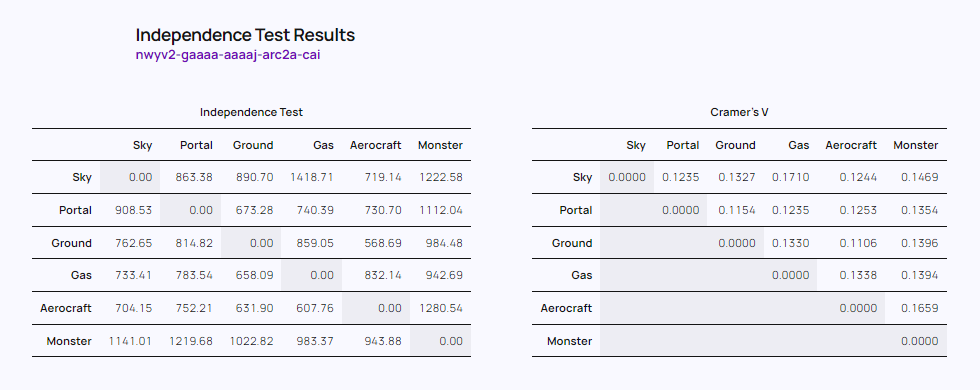 Independence Test Results
nwyv2-gaaaa-aaaaj-arc2a-cai
Independence Test
Sky Portal Ground Gas Aerocraft Monster
Sky 0.00 863.38 890.70 1418.71 719.14 1222.58
Portal 908.53 0.00 673.28 740.39 730.70 1112.04
Ground 762.65 814.82 0.00 859.05 568.69 984.48
Gas 733.41 783.54 658.09 0.00 832.14 942.69
Aerocraft 704.15 752.21 631.90 607.76 0.00 1280.54
Monster 1141.01 1219.68 1022.82 983.37 943.88 0.00
Cramer's V
Sky Portal Ground Gas Aerocraft Monster
Sky 0.0000 0.1235 0.1327 0.1710 0.1244 0.1469
Portal 0.0000 0.1154 0.1235 0.1253 0.1354
Ground 0.0000 0.1330 0.1106 0.1396
Gas 0.0000 0.1338 0.1394
Aerocraft 0.0000 0.1659
Monster 0.0000